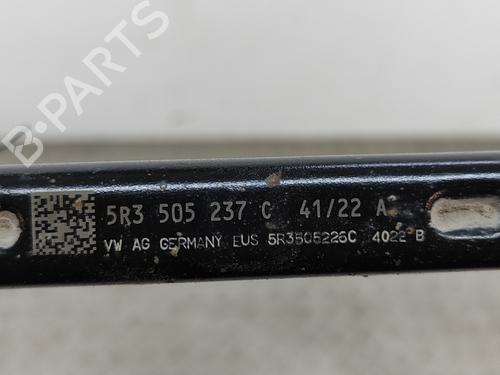 5R3 505 237 C 41/22 A
VW AG GERMANY EUS 5R3505226C 4022 B
B-PARTS